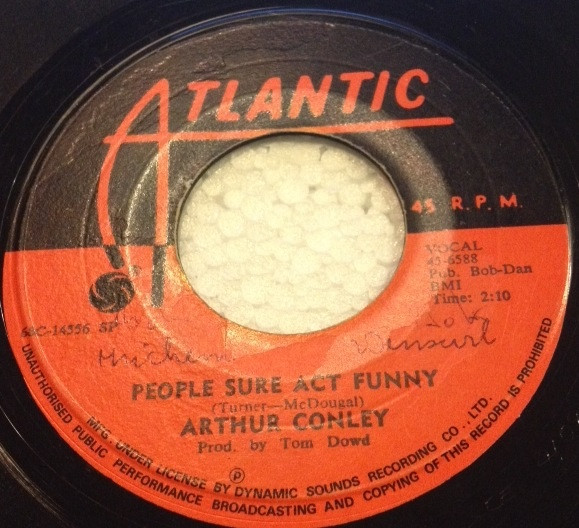 ATLANTIC
45 R.P.M.
VOCAL
45-6588
Pub. Bob-Dan
BMI
Time: 2:10
68C-14556 SP
PEOPLE SURE ACT FUNNY
(Turner—McDougal)
ARTHUR CONLEY
Prod. by Tom Dowd
℗
MFG. UNDER LICENSE BY DYNAMIC SOUNDS RECORDING CO., LTD.
UNAUTHORISED PUBLIC PERFORMANCE BROADCASTING AND COPYING OF THIS RECORD IS PROHIBITED